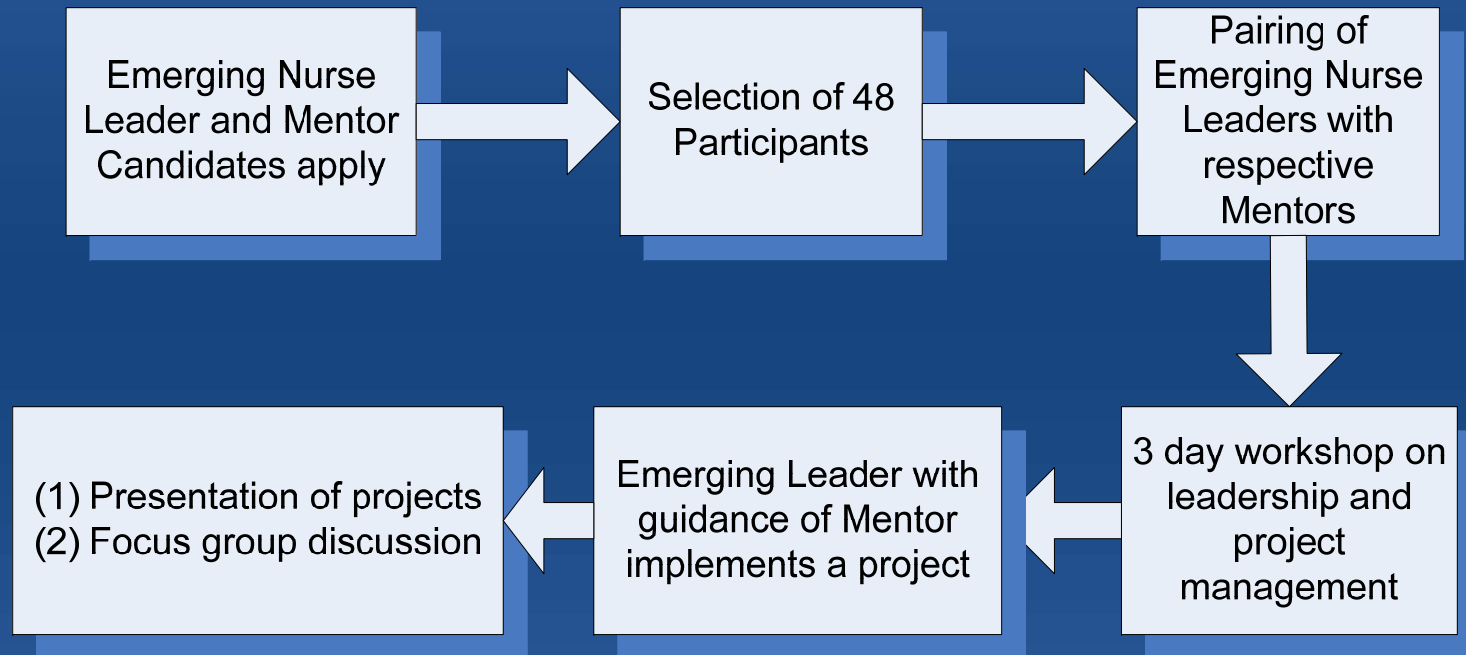 Emerging Nurse
Leader and Mentor
Candidates apply
Selection of 48
Participants
Pairing of
Emerging Nurse
Leaders with
respective
Mentors
3 day workshop on
leadership and
project
management
Emerging Leader with
guidance of Mentor
implements a project
(1) Presentation of projects
(2) Focus group discussion